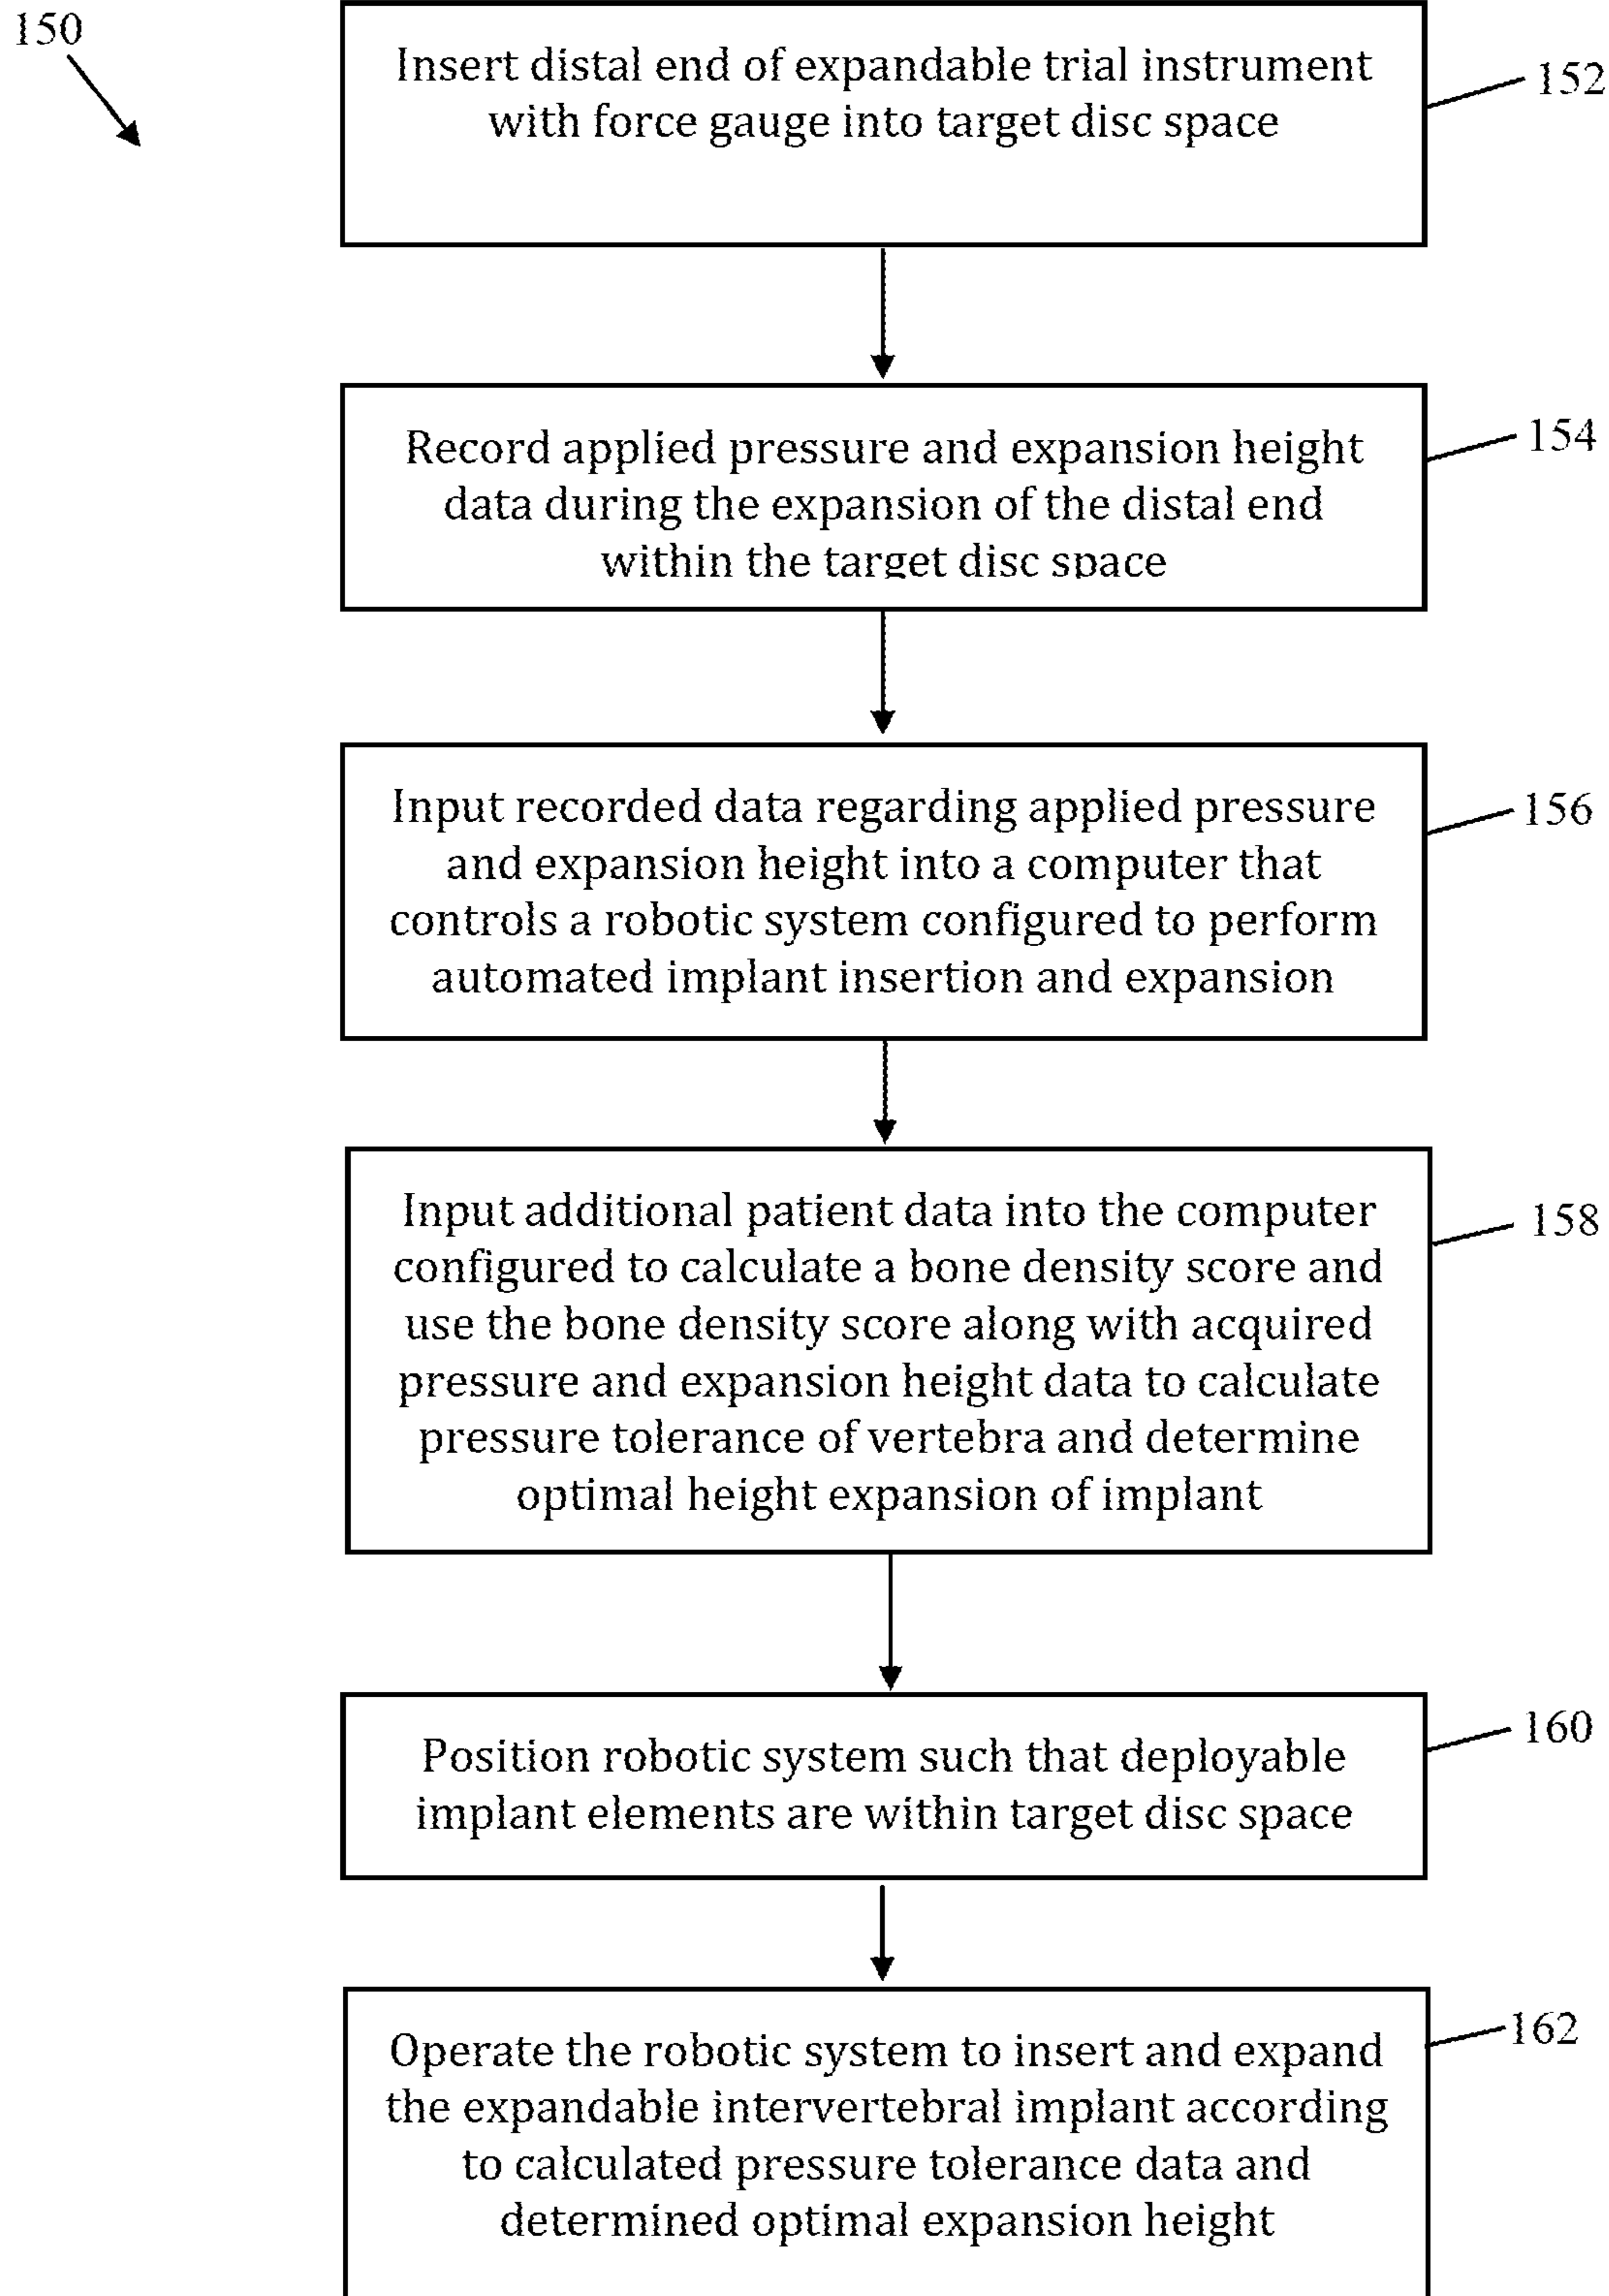 150
Insert distal end of expandable trial instrument
with force gauge into target disc space
152
Record applied pressure and expansion height
data during the expansion of the distal end
within the target disc space
154
Input recorded data regarding applied pressure
and expansion height into a computer that
controls a robotic system configured to perform
automated implant insertion and expansion
156
Input additional patient data into the computer
configured to calculate a bone density score and
use the bone density score along with acquired
pressure and expansion height data to calculate
pressure tolerance of vertebra and determine
optimal height expansion of implant
158
Position robotic system such that deployable
implant elements are within target disc space
160
Operate the robotic system to insert and expand
the expandable intervertebral implant according
to calculated pressure tolerance data and
determined optimal expansion height
162